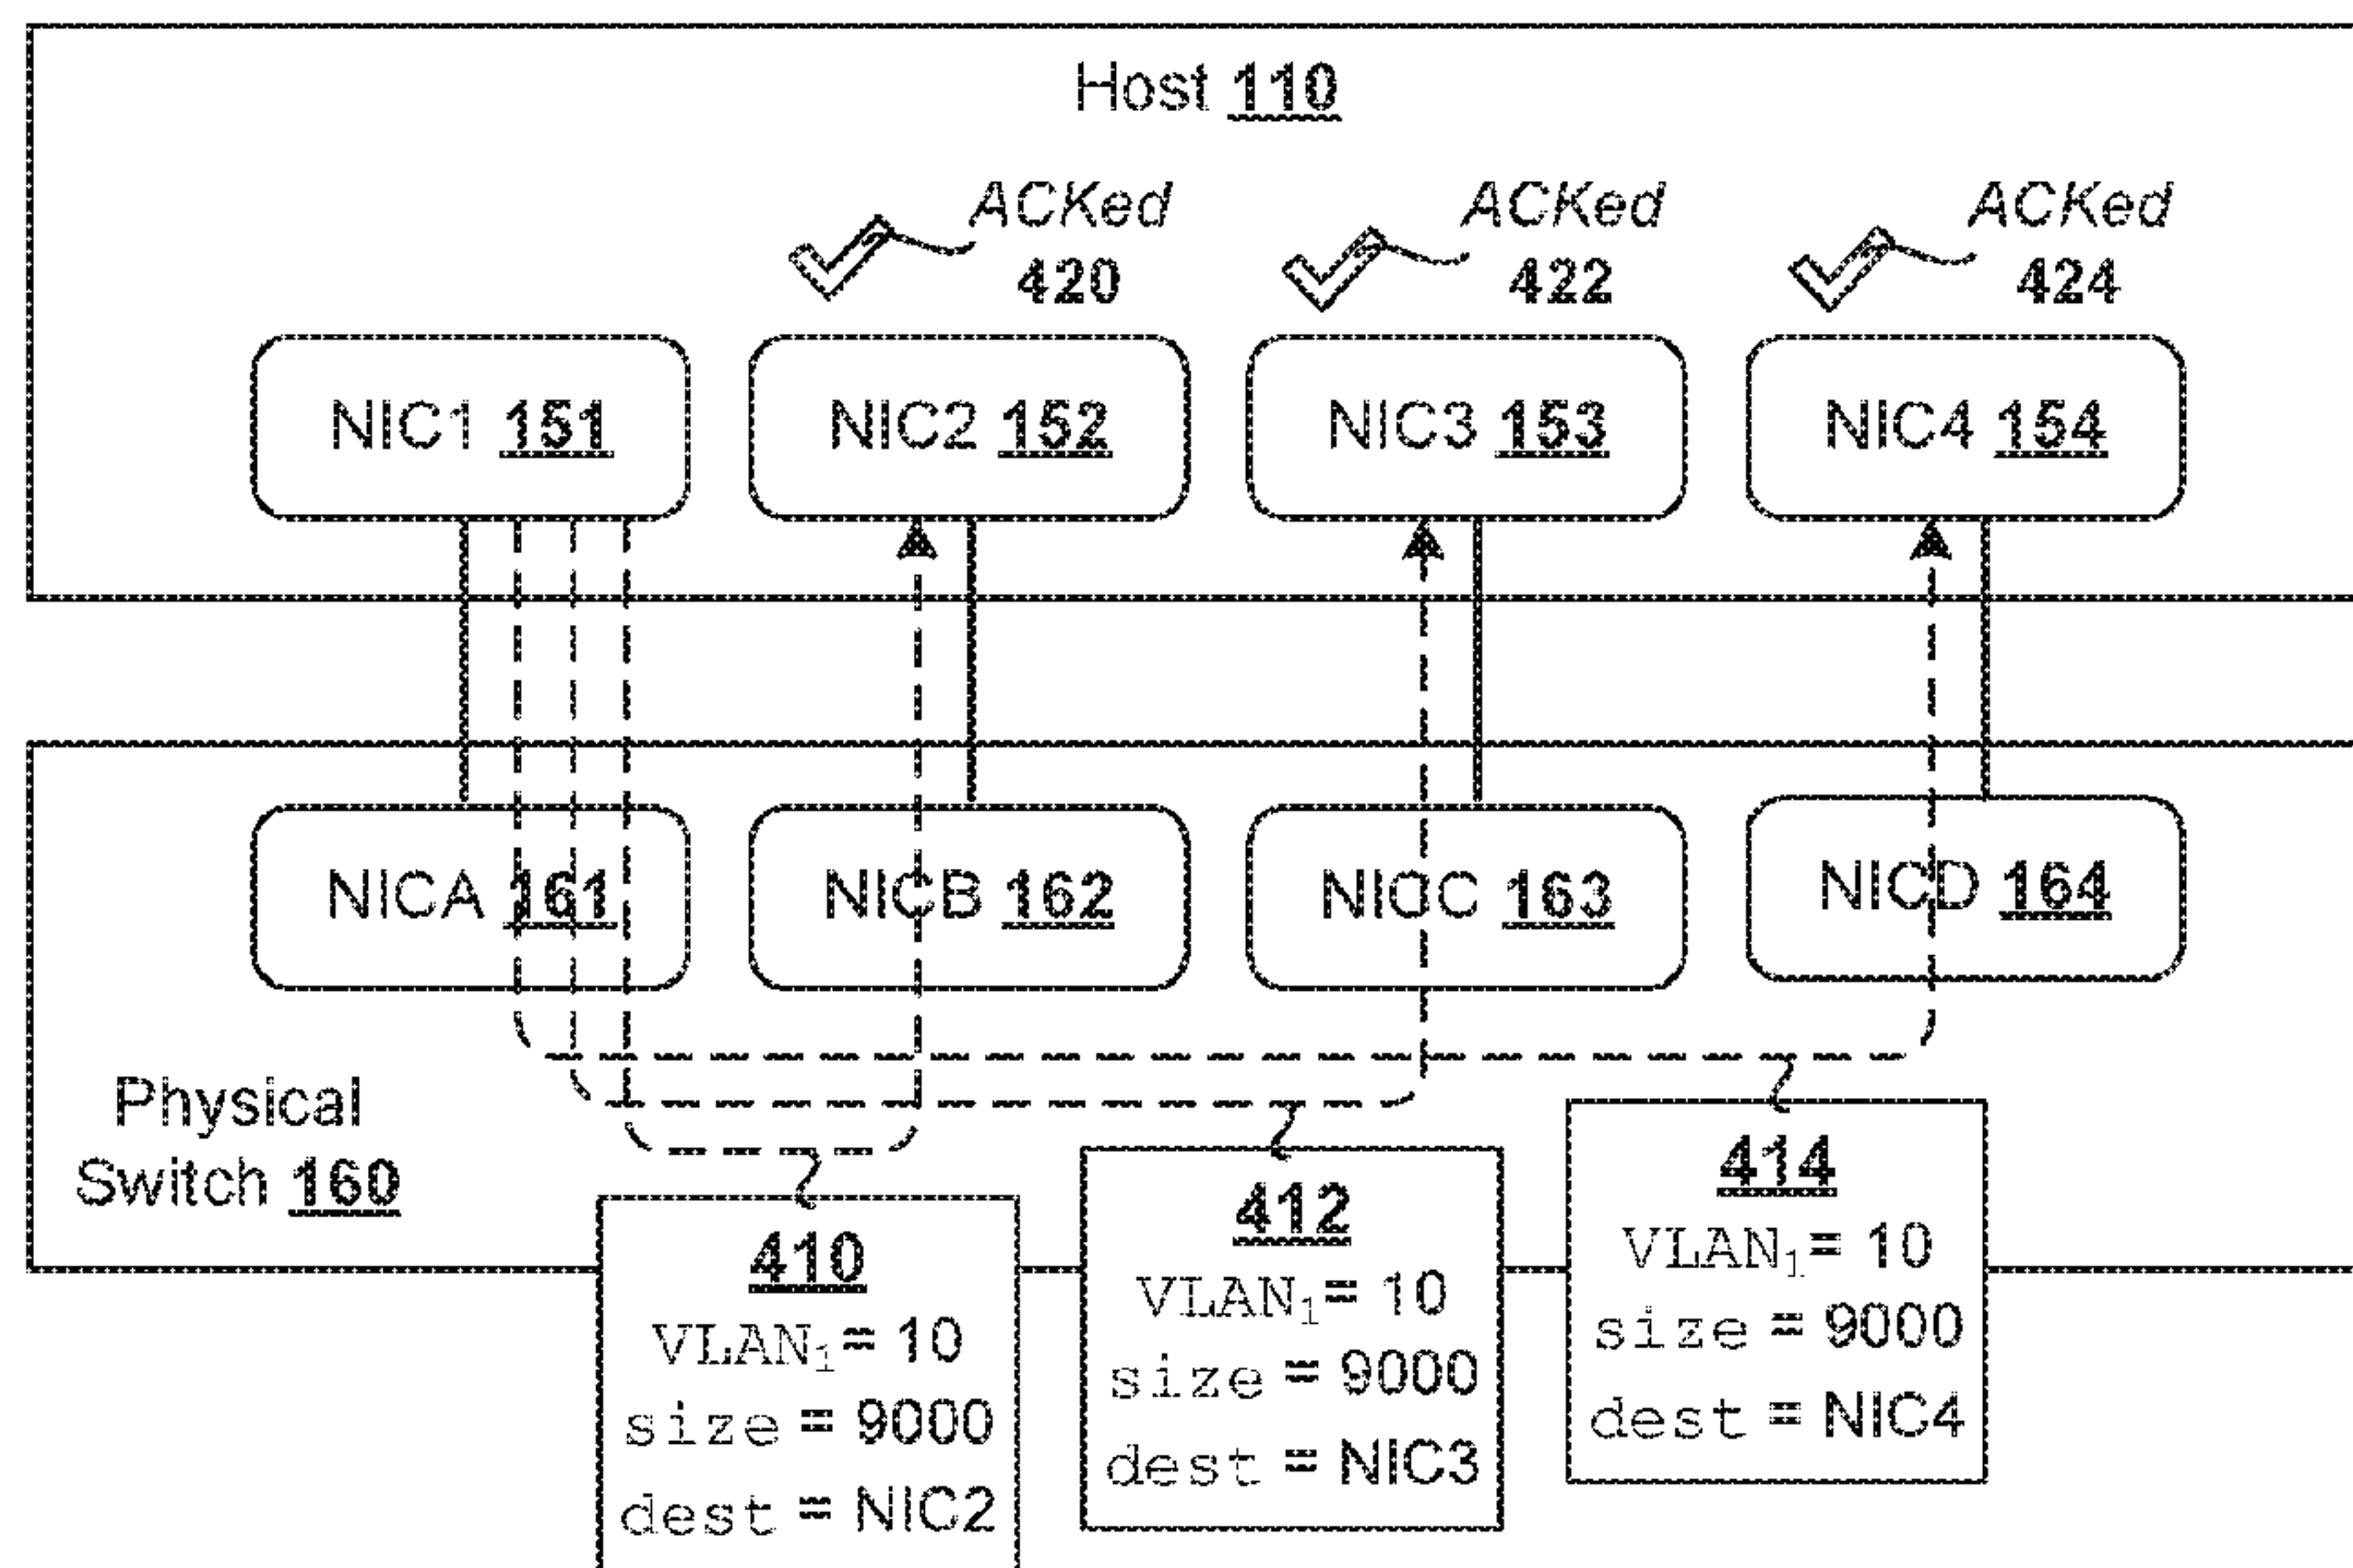 Host 110
ACKed ACKed ACKed
420 422 424
NIC1 151 NIC2 152 NIC3 153 NIC4 154
NICA 161 NICB 162 NICC 163 NICD 164
Physical
Switch 160
410
VLAN₁= 10
size = 9000
dest = NIC2
412
VLAN₁= 10
size = 9000
dest = NIC3
414
VLAN₁= 10
size = 9000
dest = NIC4